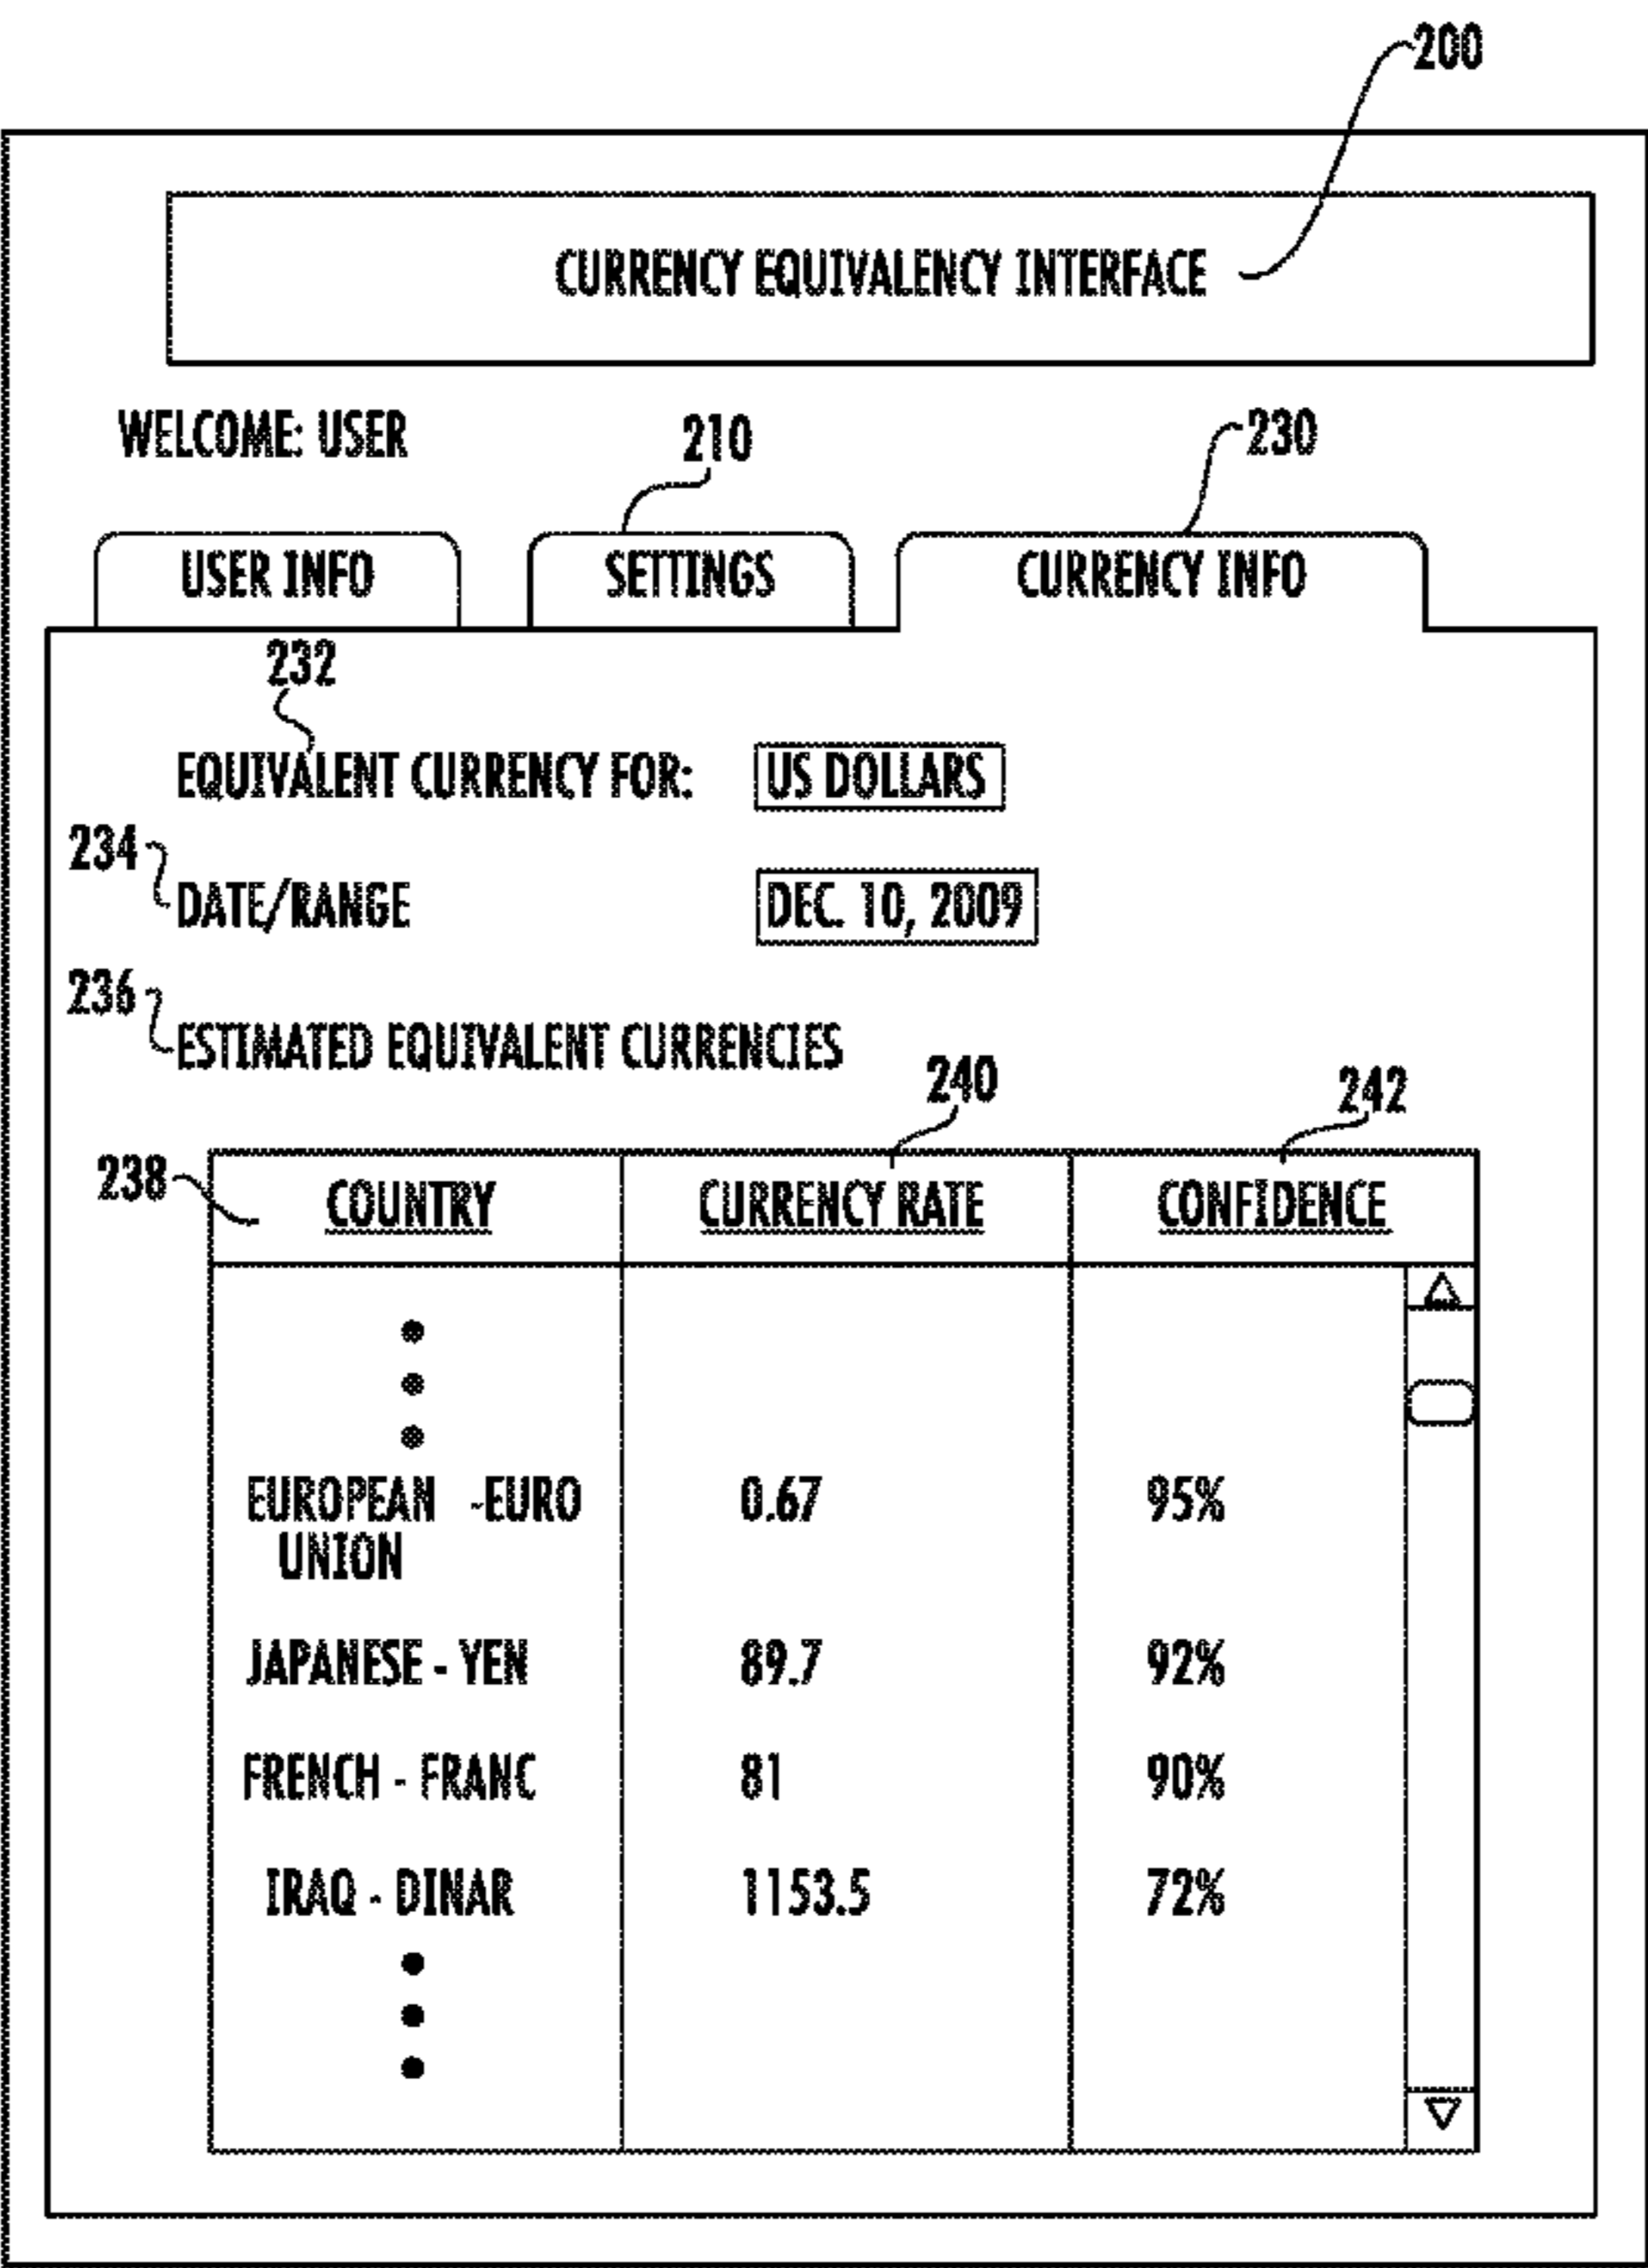 200
CURRENCY EQUIVALENCY INTERFACE
WELCOME: USER
210
230
USER INFO
SETTINGS
CURRENCY INFO
232
EQUIVALENT CURRENCY FOR: US DOLLARS
234
DATE/RANGE DEC. 10, 2009
236
ESTIMATED EQUIVALENT CURRENCIES
240
242
238
COUNTRY CURRENCY RATE CONFIDENCE
EUROPEAN -EURO 0.67 95%
UNION
JAPANESE - YEN 89.7 92%
FRENCH - FRANC 81 90%
IRAQ - DINAR 1153.5 72%